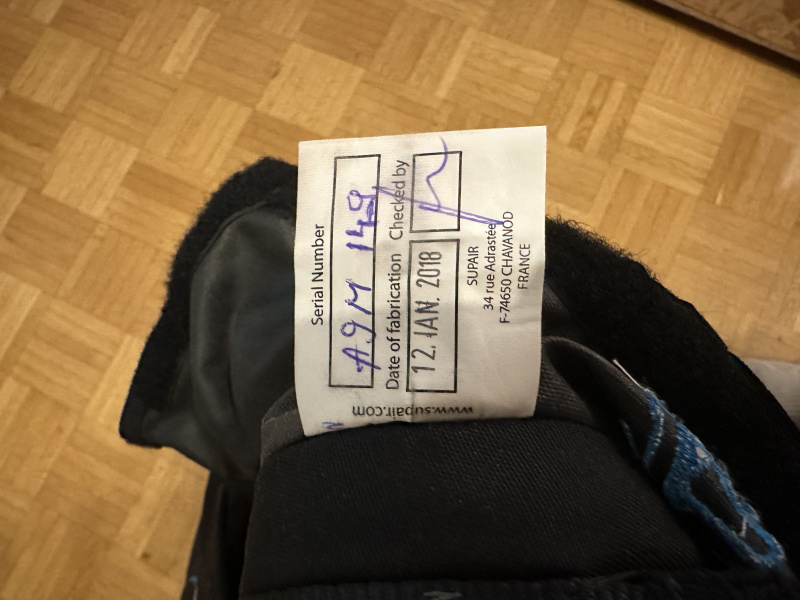 Serial Number
A9M 149
Date of fabrication Checked by
12. JAN. 2018
SUPAIR
34 rue Adrastée
F-74650 CHAVANOD
FRANCE
www.supair.com